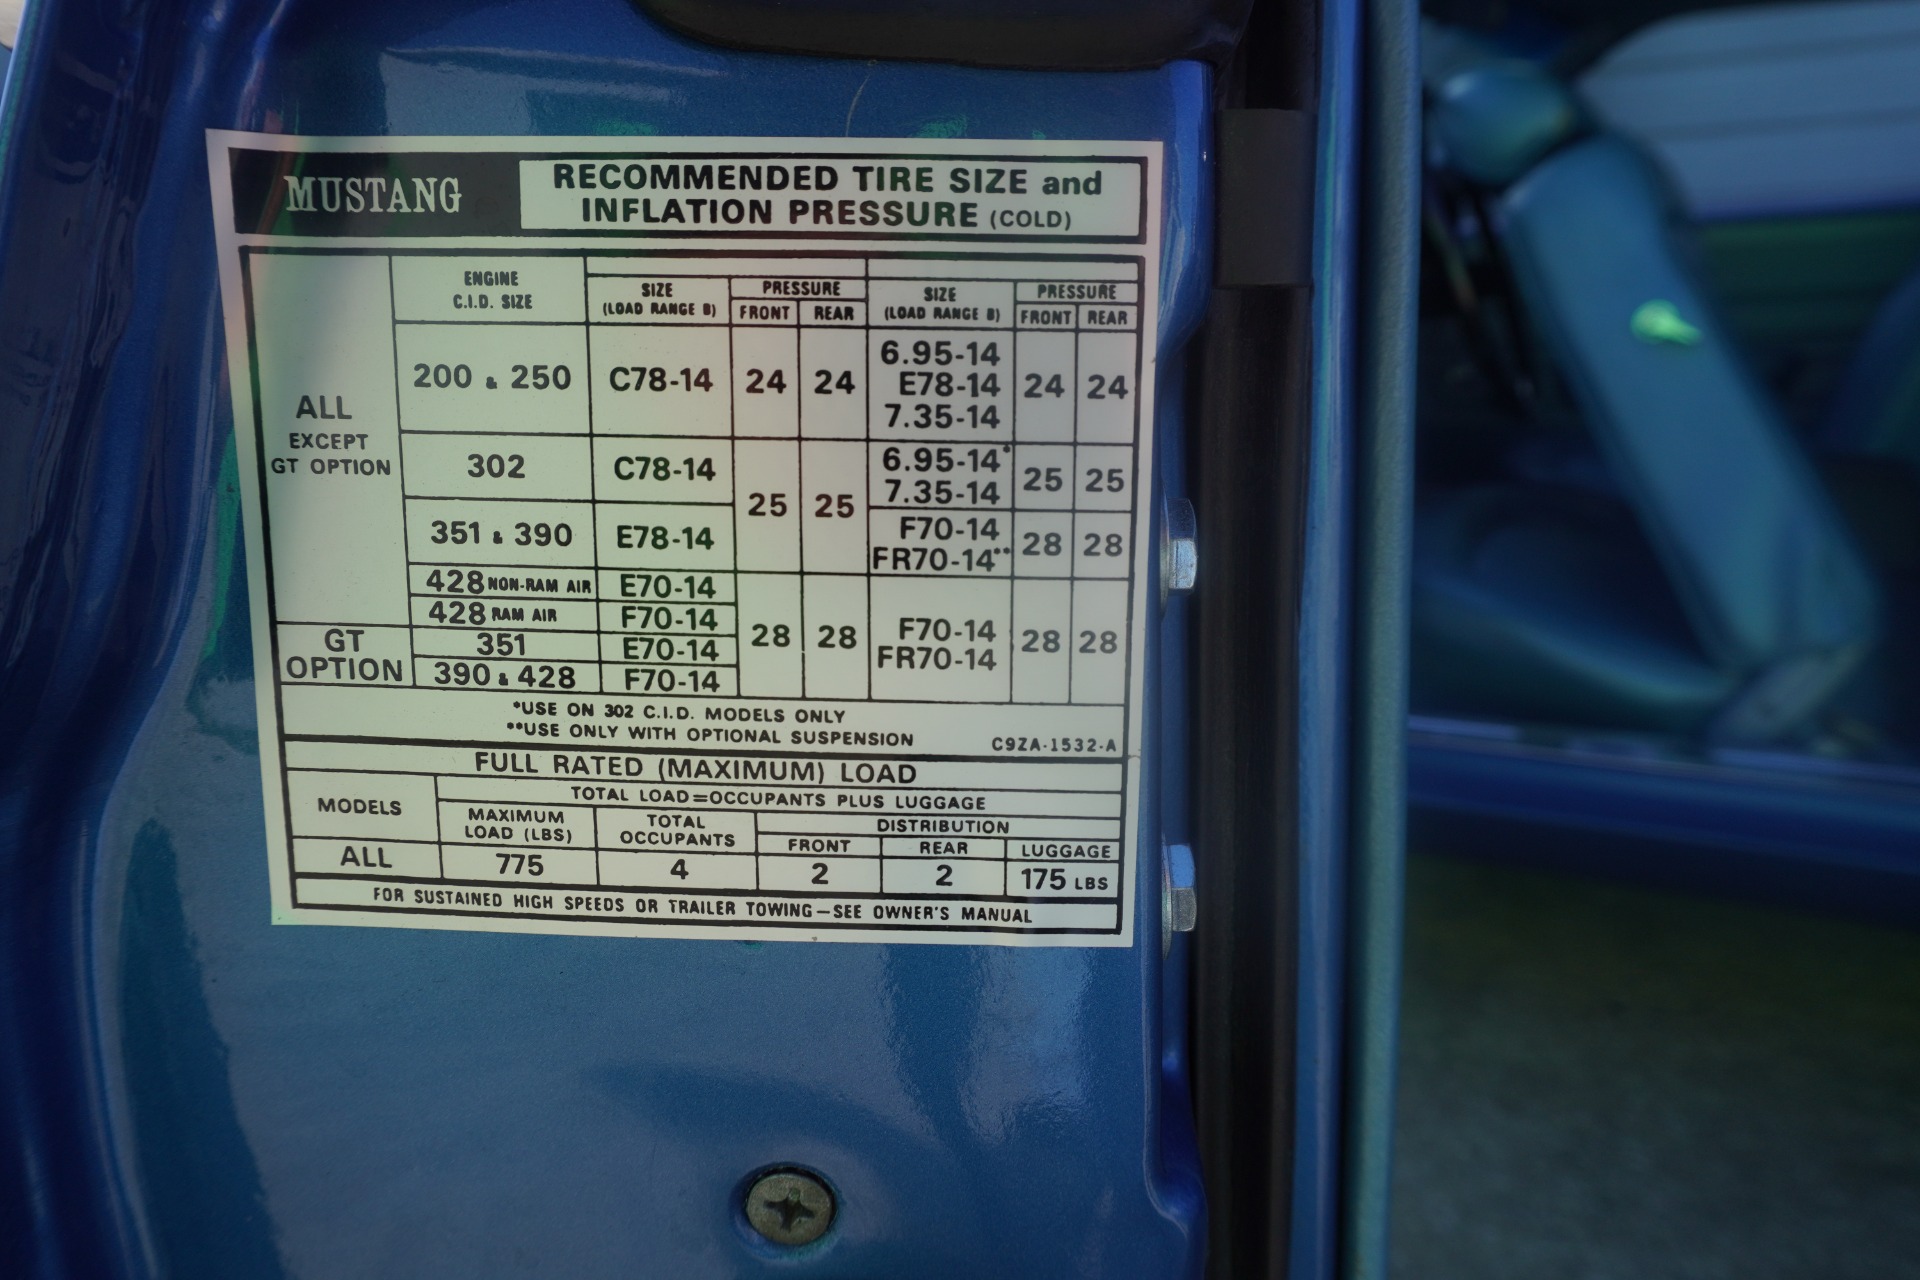 MUSTANG
RECOMMENDED TIRE SIZE and
INFLATION PRESSURE (COLD)
ENGINE
C.I.D. SIZE
SIZE
(LOAD RANGE B)
PRESSURE
FRONT REAR
SIZE
(LOAD RANGE B)
PRESSURE
FRONT REAR
ALL
EXCEPT
GT OPTION
200 & 250 C78-14 24 24
6.95-14
E78-14
7.35-14
24 24
302 C78-14
25 25
6.95-14*
7.35-14
25 25
351 & 390 E78-14
F70-14
FR70-14**
28 28
428 NON-RAM AIR E70-14
428 RAM AIR F70-14
GT
OPTION
351 E70-14
390 & 428 F70-14
28 28
F70-14
FR70-14
28 28
*USE ON 302 C.I.D. MODELS ONLY
**USE ONLY WITH OPTIONAL SUSPENSION
C9ZA-1532-A
FULL RATED (MAXIMUM) LOAD
MODELS
TOTAL LOAD=OCCUPANTS PLUS LUGGAGE
MAXIMUM
LOAD (LBS)
TOTAL
OCCUPANTS
DISTRIBUTION
FRONT REAR LUGGAGE
ALL 775 4 2 2 175 LBS
FOR SUSTAINED HIGH SPEEDS OR TRAILER TOWING—SEE OWNER'S MANUAL